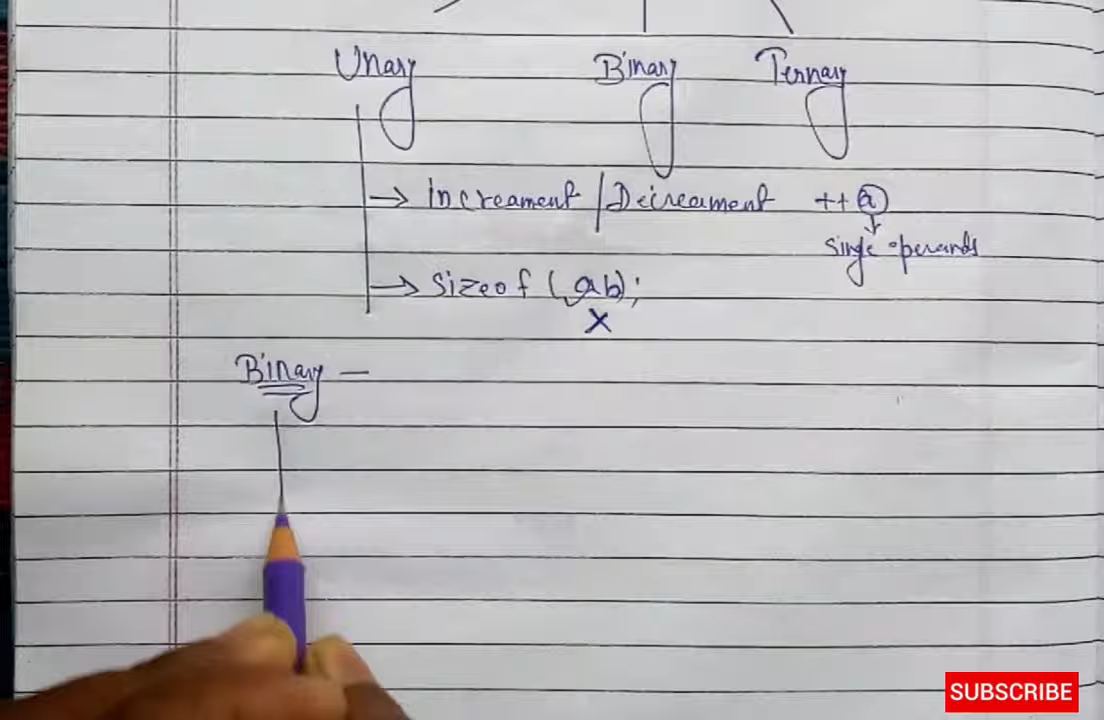 Unary Binary Ternary
→ increament / Decreament ++ a
single operands
→ Sizeof (ab);
X
Binary —
SUBSCRIBE